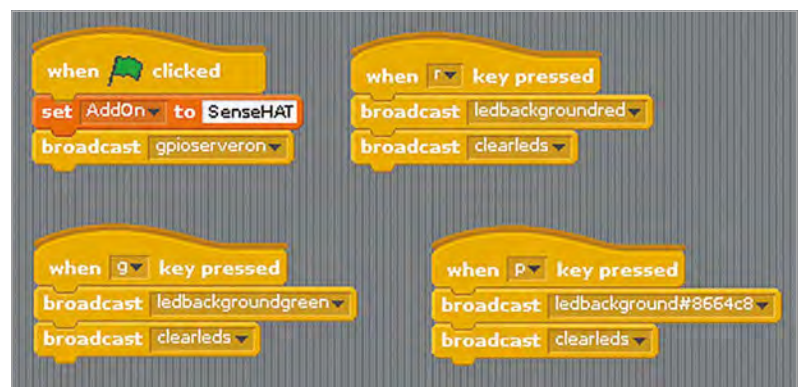 when clicked
set AddOn to SenseHAT
broadcast gpioserveron
when r key pressed
broadcast ledbackgroundred
broadcast clearleds
when g key pressed
broadcast ledbackgroundgreen
broadcast clearleds
when p key pressed
broadcast ledbackground#8664c8
broadcast clearleds